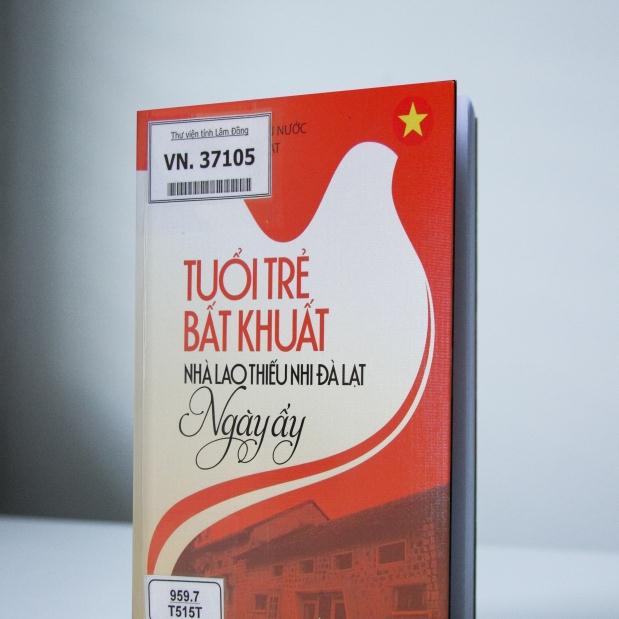 Thư viện tỉnh Lâm Đồng
VN. 37105
NƯỚC
TUỔI TRẺ
BẤT KHUẤT
NHÀ LAO THIẾU NHI ĐÀ LẠT
Ngày ấy
959.7
T515T